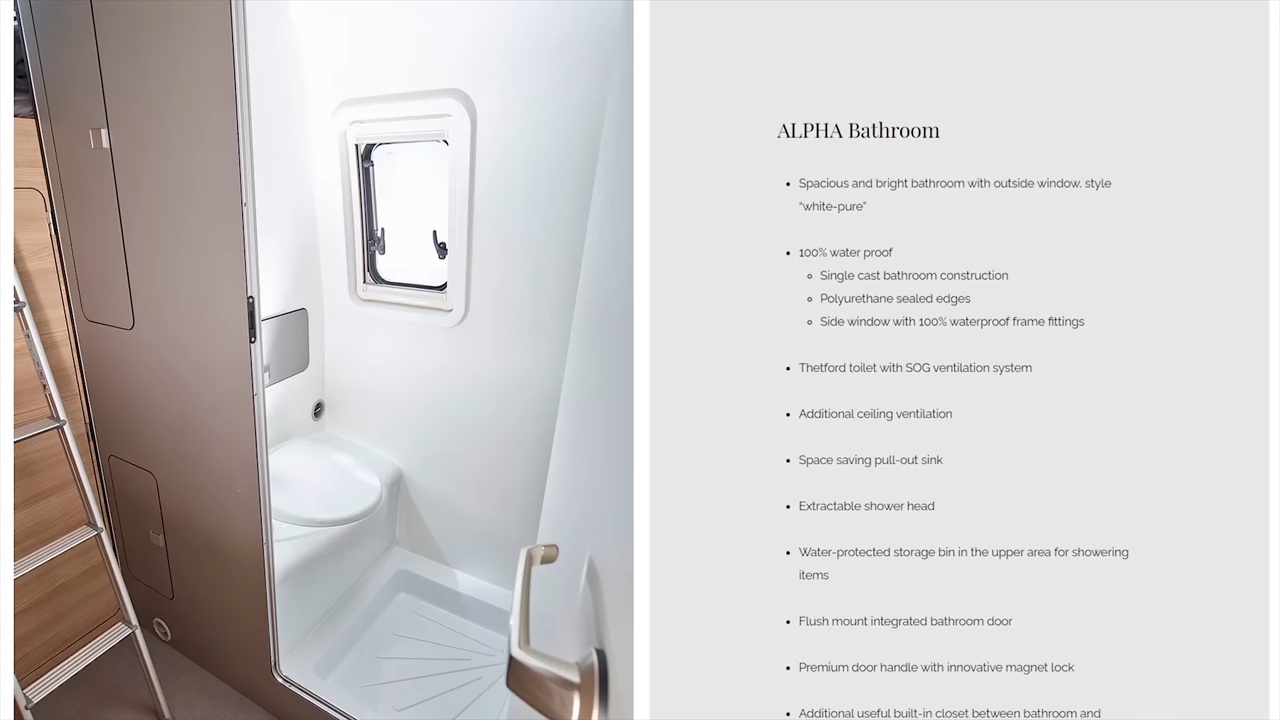 ALPHA Bathroom
Spacious and bright bathroom with outside window, style
“white-pure”
100% water proof
Single cast bathroom construction
Polyurethane sealed edges
Side window with 100% waterproof frame fittings
Thetford toilet with SOG ventilation system
Additional ceiling ventilation
Space saving pull-out sink
Extractable shower head
Water-protected storage bin in the upper area for showering
items
Flush mount integrated bathroom door
Premium door handle with innovative magnet lock
Additional useful built-in closet between bathroom and